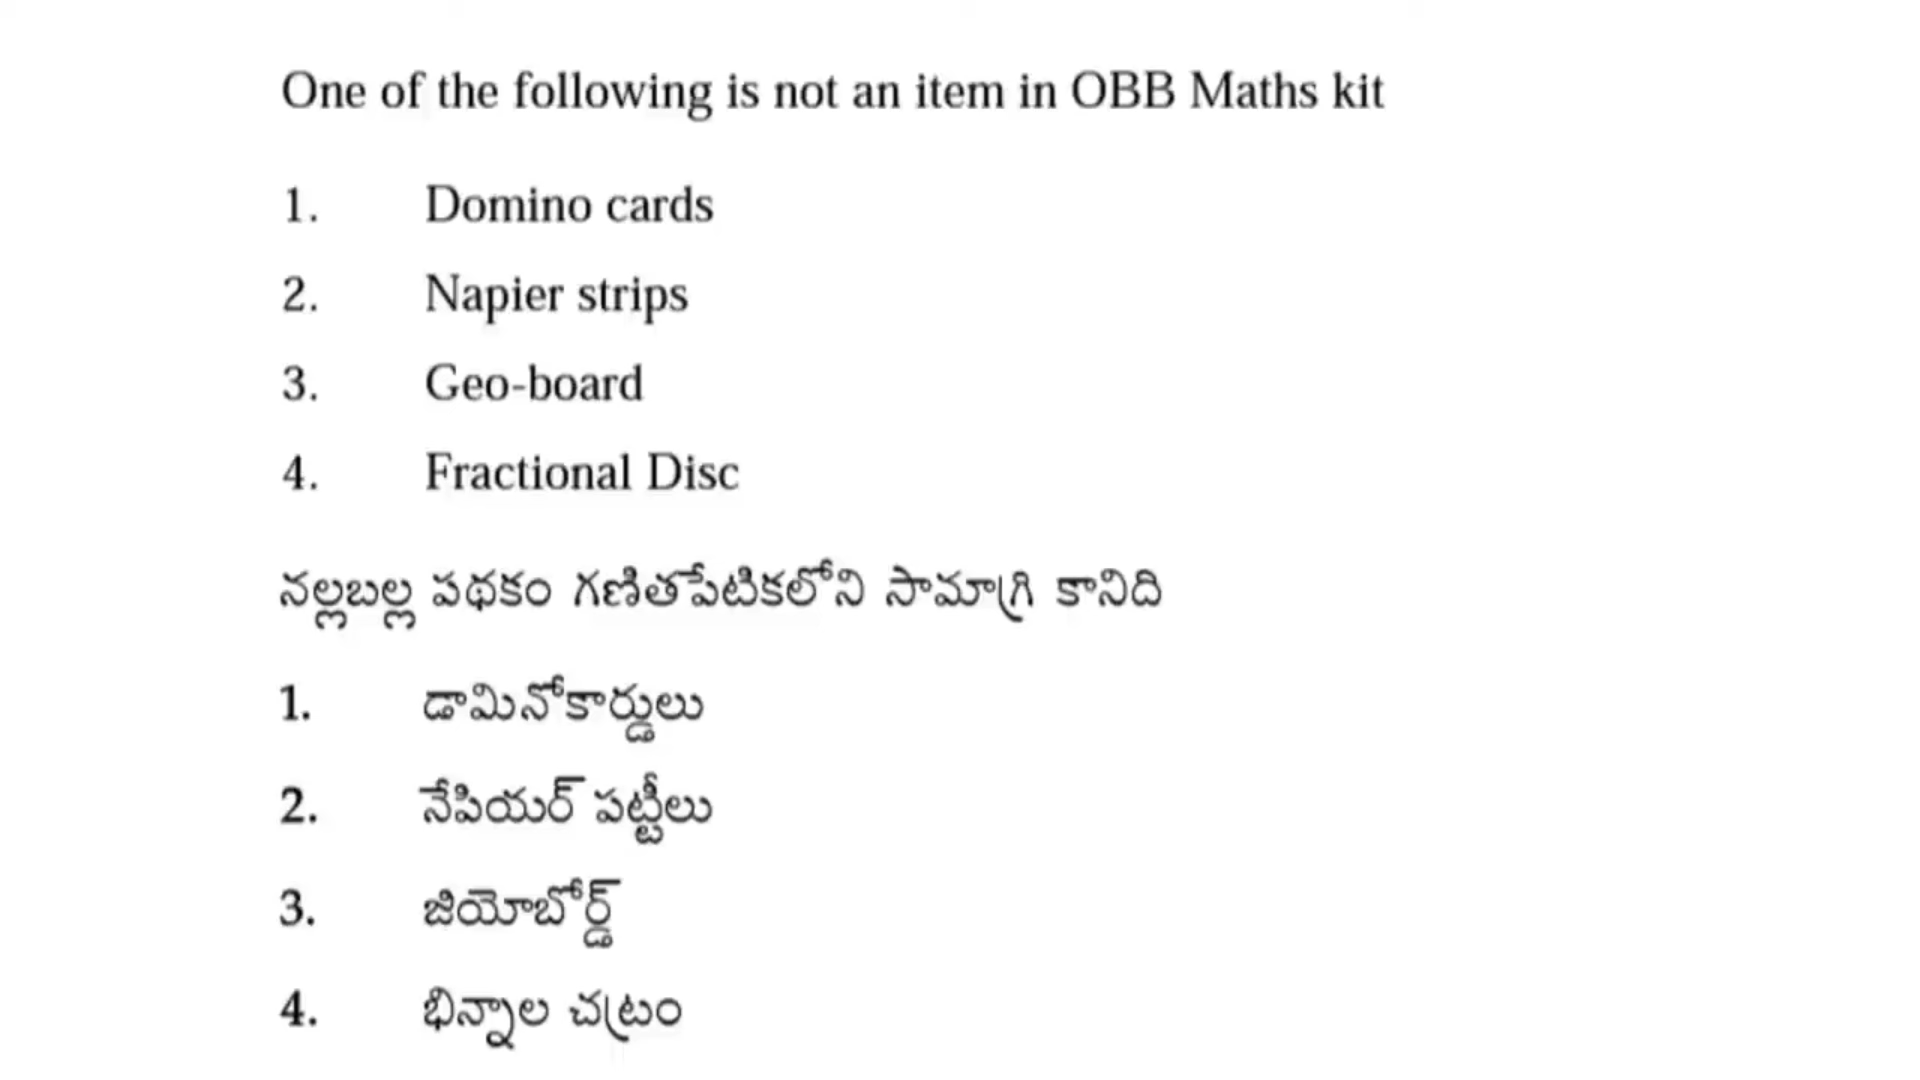 One of the following is not an item in OBB Maths kit
1. Domino cards
2. Napier strips
3. Geo-board
4. Fractional Disc
నల్లబల్ల పథకం గణితపేటికలోని సామాగ్రి కానిది
1. డామినోకార్డులు
2. నేపియర్ పట్టీలు
3. జియోబోర్డ్
4. భిన్నాల చట్రం